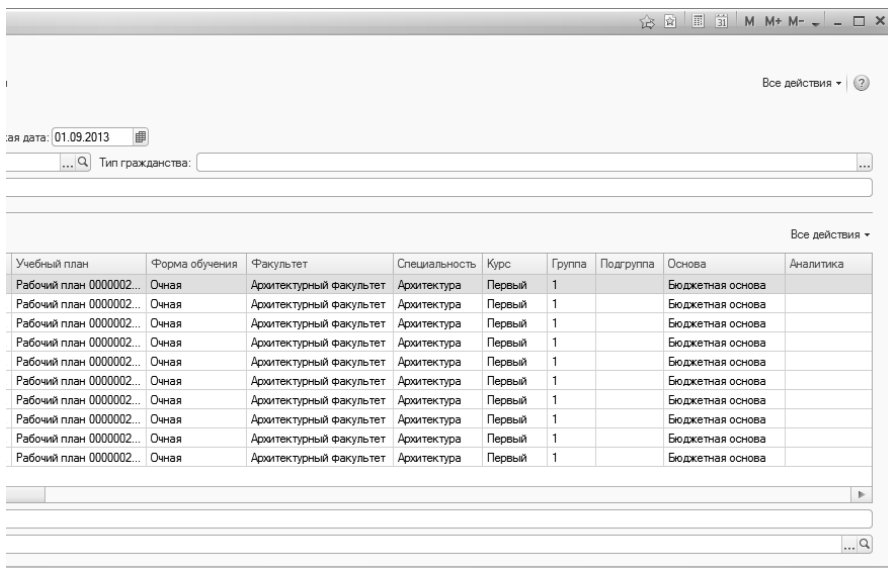 31 M M+ M-
Все действия ?
дата: 01.09.2013
... Тип гражданства: ...
Все действия
Учебный план Форма обучения Факультет Специальность Курс Группа Подгруппа Основа Аналитика
Рабочий план 0000002... Очная Архитектурный факультет Архитектура Первый 1 Бюджетная основа
Рабочий план 0000002... Очная Архитектурный факультет Архитектура Первый 1 Бюджетная основа
Рабочий план 0000002... Очная Архитектурный факультет Архитектура Первый 1 Бюджетная основа
Рабочий план 0000002... Очная Архитектурный факультет Архитектура Первый 1 Бюджетная основа
Рабочий план 0000002... Очная Архитектурный факультет Архитектура Первый 1 Бюджетная основа
Рабочий план 0000002... Очная Архитектурный факультет Архитектура Первый 1 Бюджетная основа
Рабочий план 0000002... Очная Архитектурный факультет Архитектура Первый 1 Бюджетная основа
Рабочий план 0000002... Очная Архитектурный факультет Архитектура Первый 1 Бюджетная основа
Рабочий план 0000002... Очная Архитектурный факультет Архитектура Первый 1 Бюджетная основа
Рабочий план 0000002... Очная Архитектурный факультет Архитектура Первый 1 Бюджетная основа
...